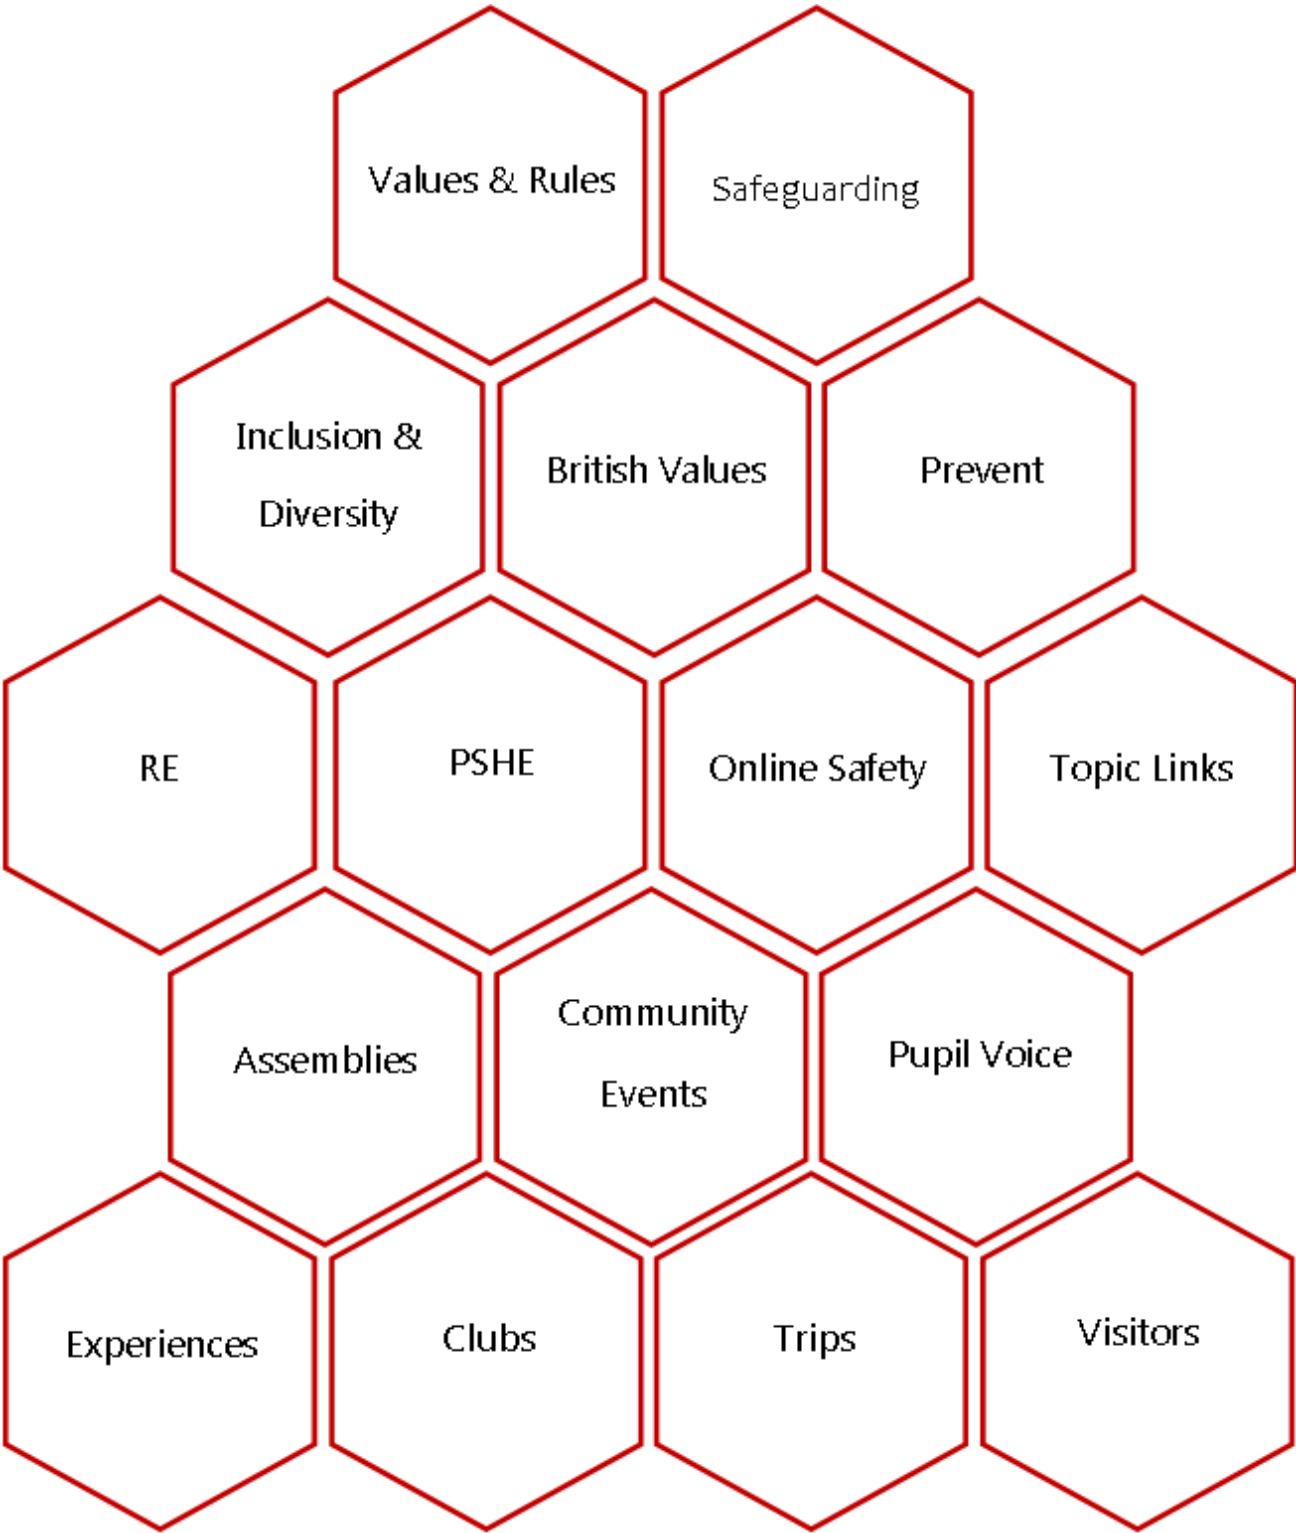 Values & Rules
Safeguarding
Inclusion &
Diversity
British Values
Prevent
RE
PSHE
Online Safety
Topic Links
Assemblies
Community
Events
Pupil Voice
Experiences
Clubs
Trips
Visitors